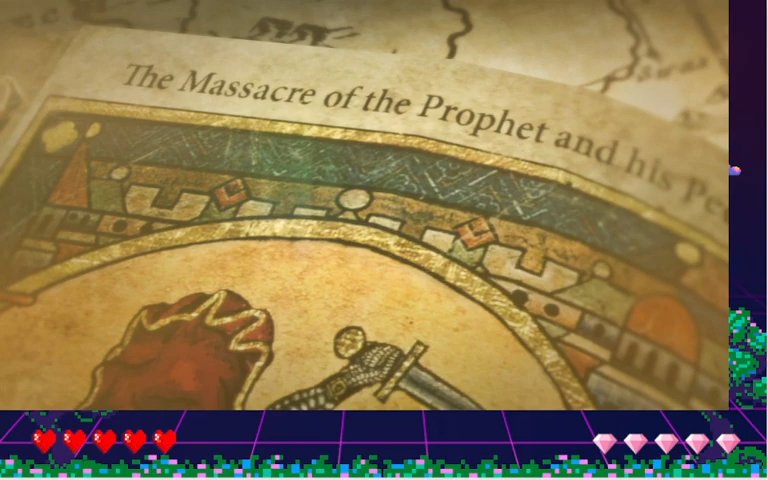 The Massacre of the Prophet and his